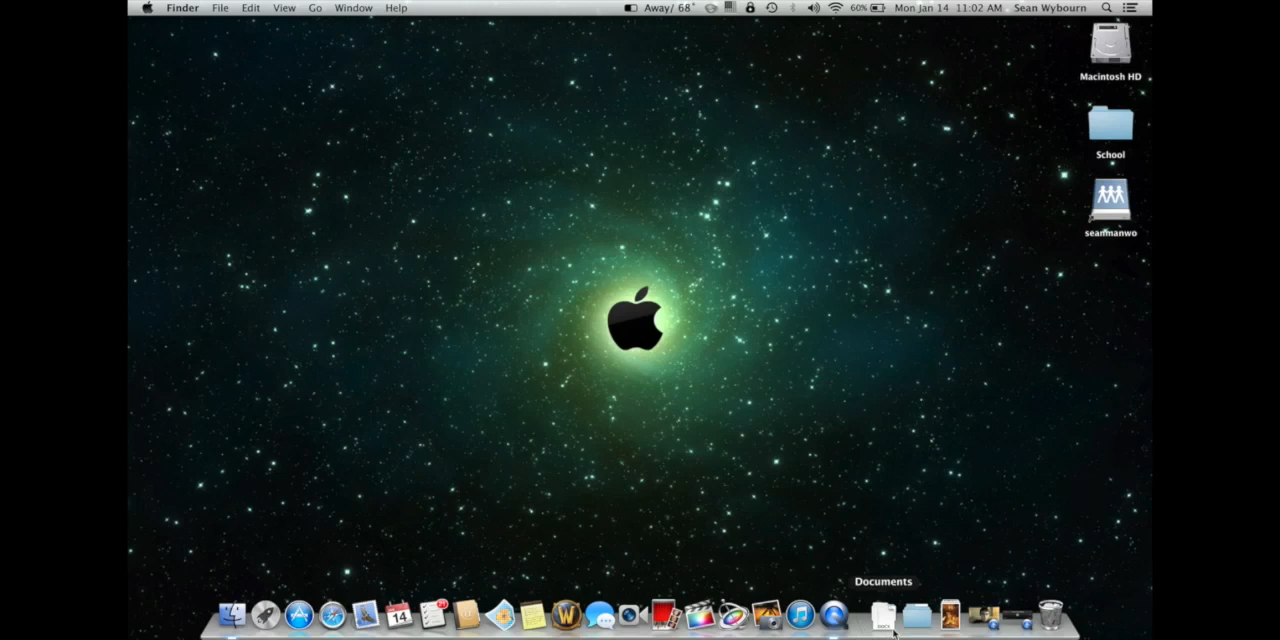 Finder File Edit View Go Window Help Away/ 68° 60% Mon Jan 14 11:02 AM Sean Wybourn
Macintosh HD
School
seanmanwo
Documents
14